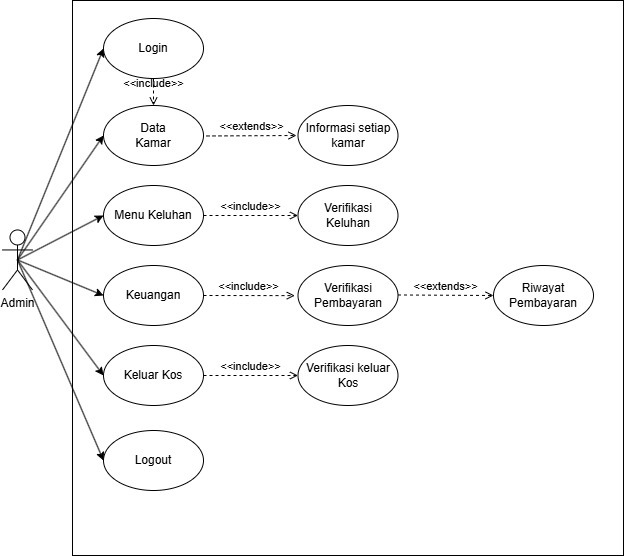 Login
<<include>>
Data
Kamar
<<extends>>
Informasi setiap
kamar
Menu Keluhan
<<include>>
Verifikasi
Keluhan
Admin
Keuangan
<<include>>
Verifikasi
Pembayaran
<<extends>>
Riwayat
Pembayaran
Keluar Kos
<<include>>
Verifikasi keluar
Kos
Logout